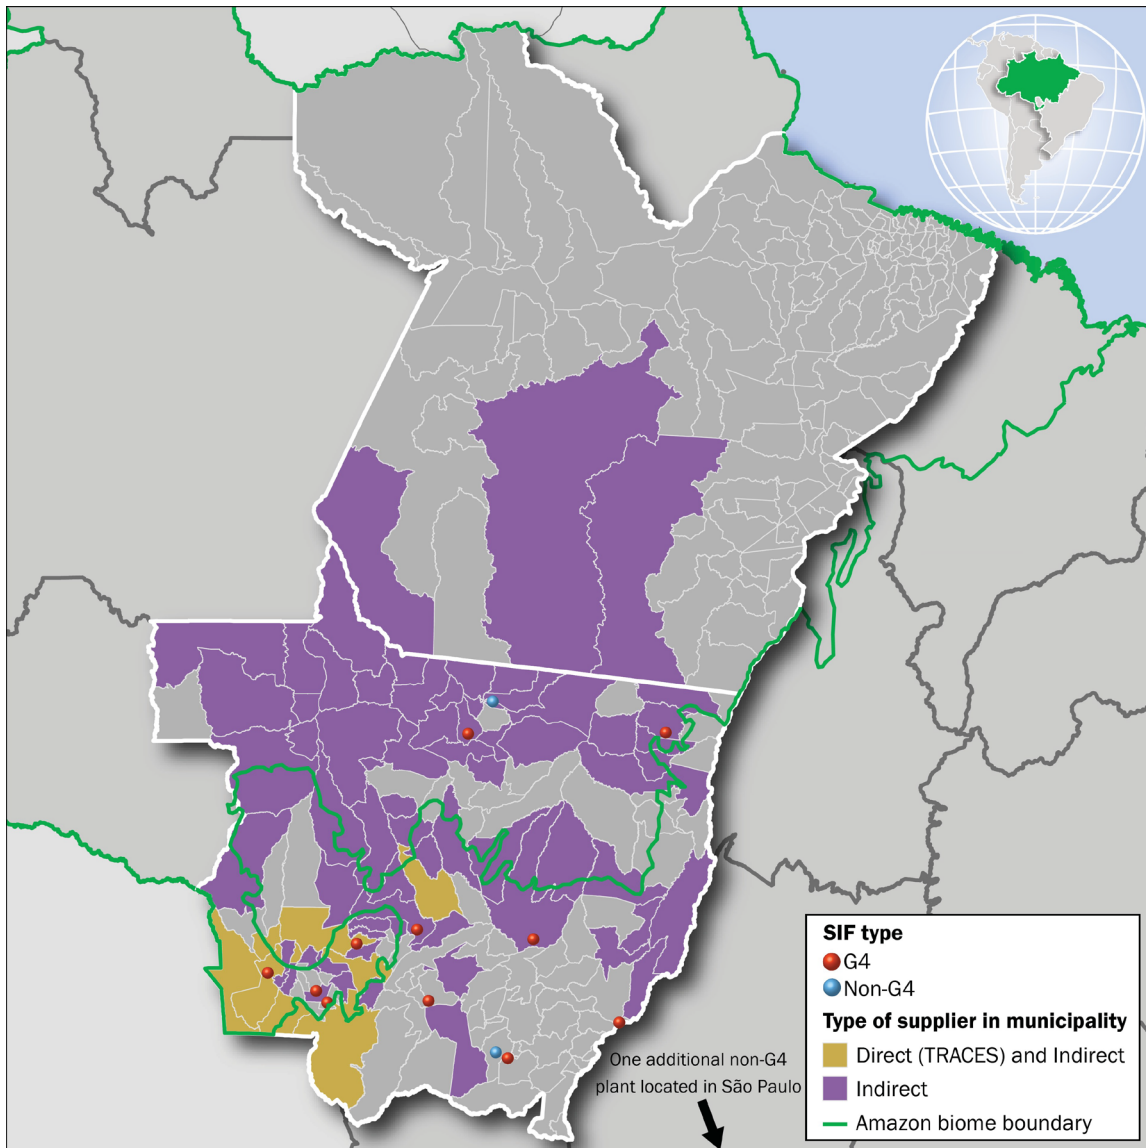 SIF type
G4
Non-G4
Type of supplier in municipality
Direct (TRACES) and Indirect
Indirect
Amazon biome boundary
One additional non-G4
plant located in São Paulo